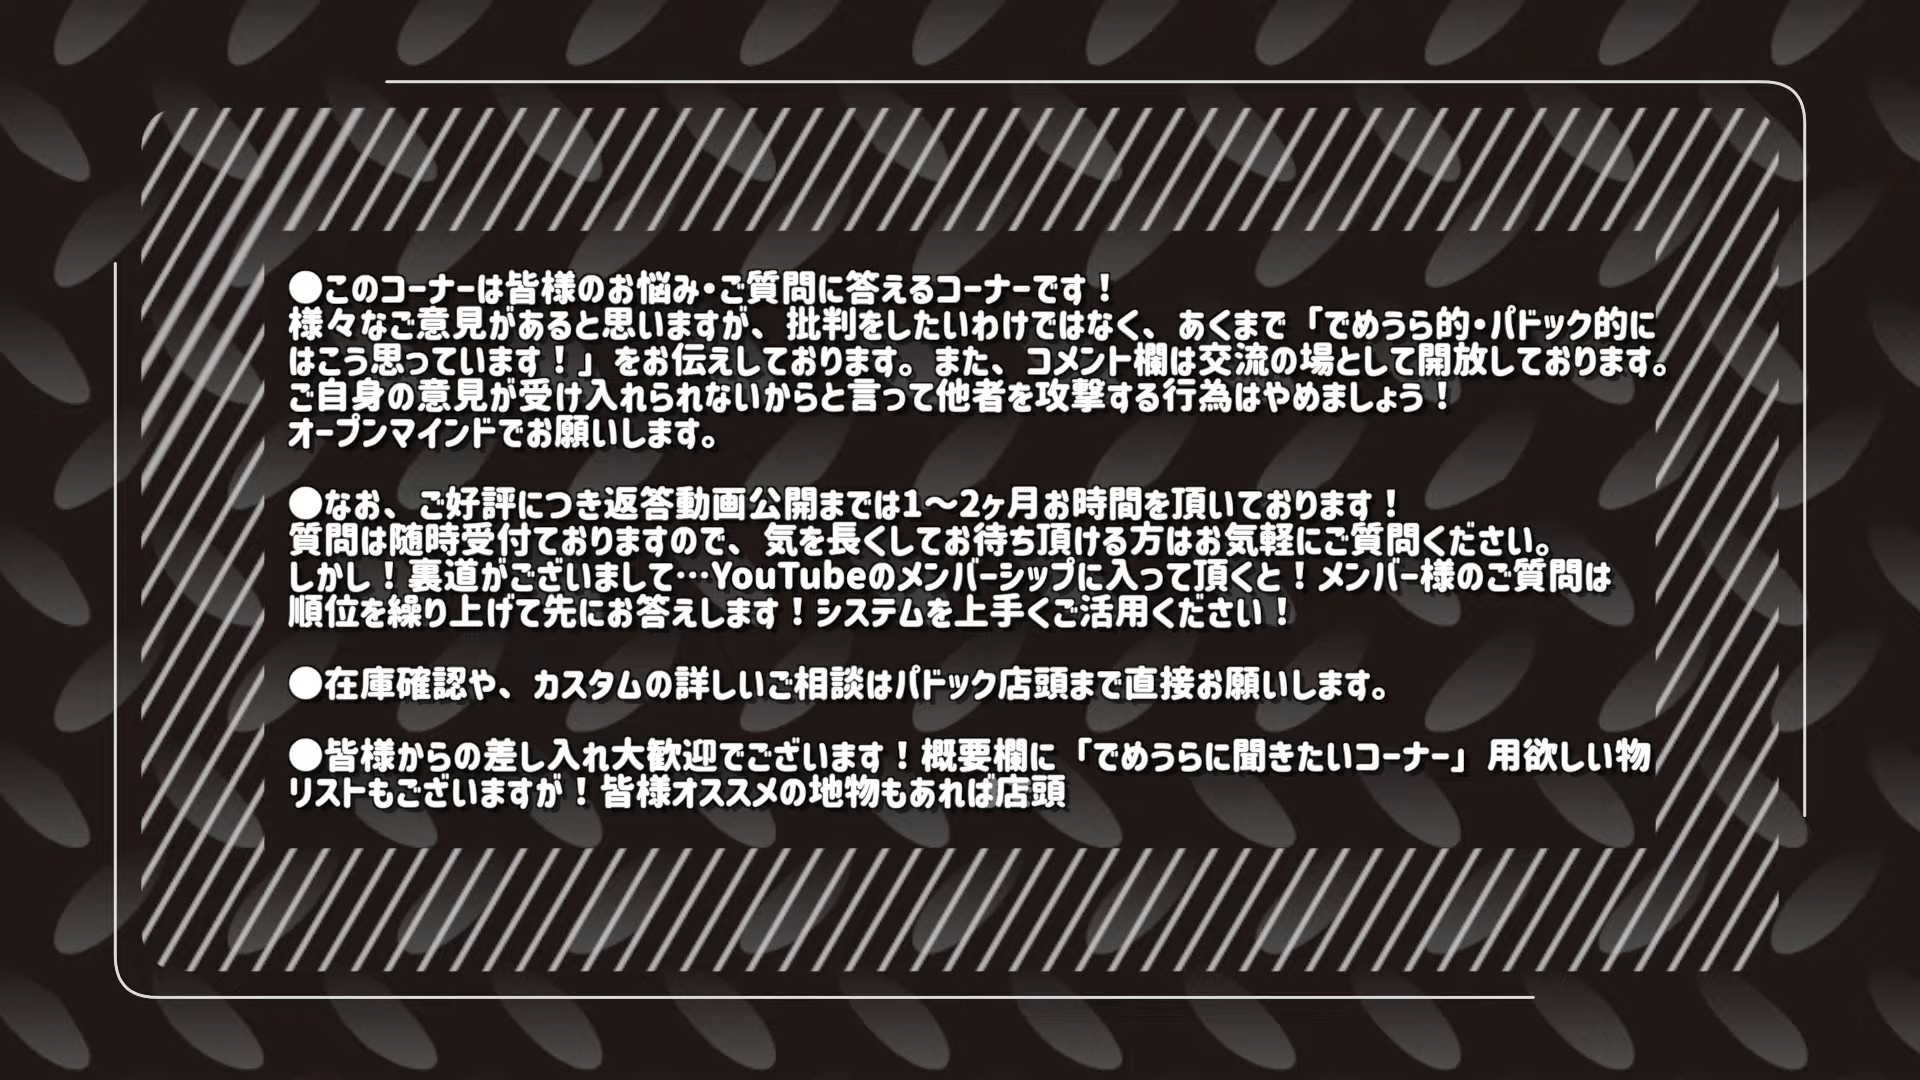 ●このコーナーは皆様のお悩み・ご質問に答えるコーナーです！
様々なご意見があると思いますが、批判をしたいわけではなく、あくまで「でめうら的・パドック的に
はこう思っています！」をお伝えしております。また、コメント欄は交流の場として開放しております。
ご自身の意見が受け入れられないからと言って他者を攻撃する行為はやめましょう！
オープンマインドでお願いします。
●なお、ご好評につき返答動画公開までは1〜2ヶ月お時間を頂いております！
質問は随時受付ておりますので、気を長くしてお待ち頂ける方はお気軽にご質問ください。
しかし！裏道がございまして…YouTubeのメンバーシップに入って頂くと！メンバー様のご質問は
順位を繰り上げて先にお答えします！システムを上手くご活用ください！
●在庫確認や、カスタムの詳しいご相談はパドック店頭まで直接お願いします。
●皆様からの差し入れ大歓迎でございます！概要欄に「でめうらに聞きたいコーナー」用欲しい物
リストもございますが！皆様オススメの地物もあれば店頭